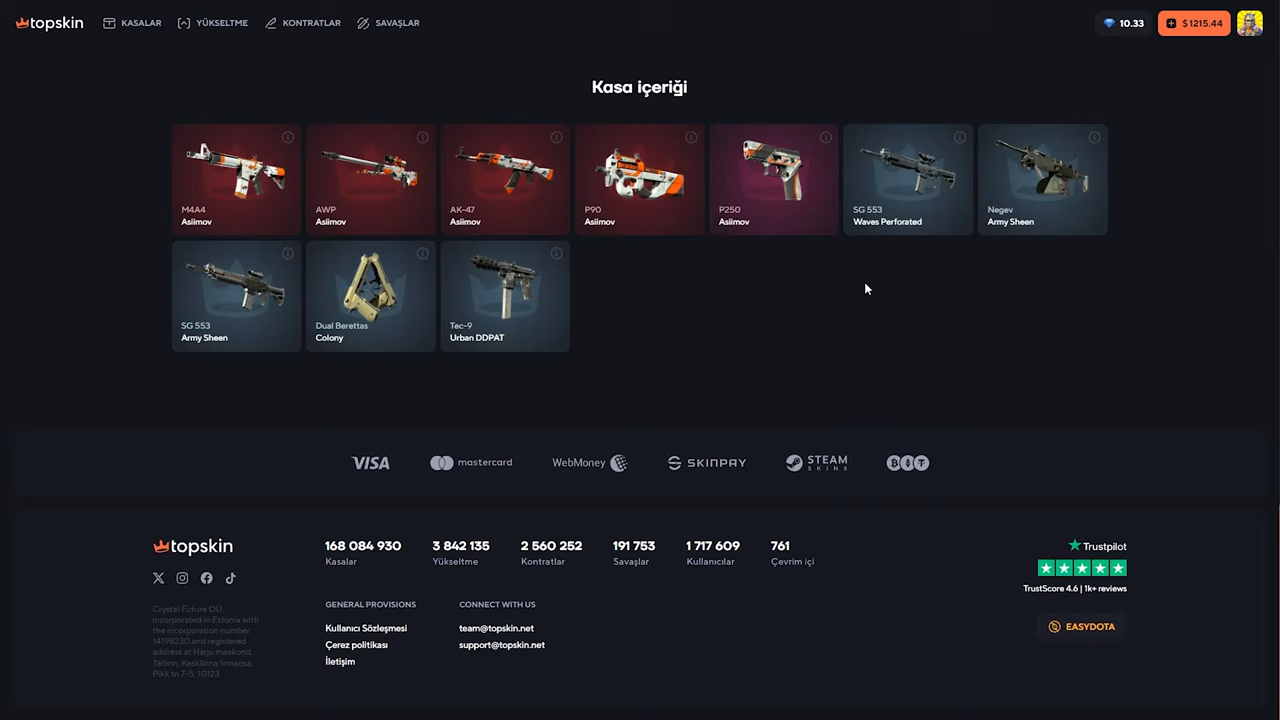 topskin
KASALAR
YÜKSELTME
KONTRATLAR
SAVAŞLAR
10.33
$ 1215.44
Kasa içeriği
M4A4
Asiimov
AWP
Asiimov
AK-47
Asiimov
P90
Asiimov
P250
Asiimov
SG 553
Waves Perforated
Negev
Army Sheen
SG 553
Army Sheen
Dual Berettas
Colony
Tec-9
Urban DDPAT
VISA
mastercard
WebMoney
SKINPAY
STEAM
SKINS
topskin
168 084 930
Kasalar
3 842 135
Yükseltme
2 560 252
Kontratlar
191 753
Savaşlar
1 717 609
Kullanıcılar
761
Çevrim içi
Crystal Future OÜ,
incorporated in Estonia with
the incorporation number
14198230 and registered
address at Harju maakond,
Tallinn, Kesklinna linnaosa,
Pikk tn 7-5, 10123
GENERAL PROVISIONS
Kullanıcı Sözleşmesi
Çerez politikası
İletişim
CONNECT WITH US
team@topskin.net
support@topskin.net
Trustpilot
TrustScore 4.6 | 1k+ reviews
EASYDOTA